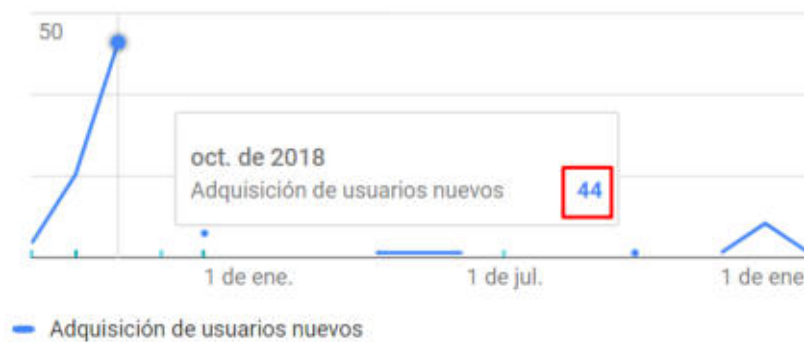 50
oct. de 2018
Adquisición de usuarios nuevos 44
1 de ene. 1 de jul. 1 de ene
Adquisición de usuarios nuevos